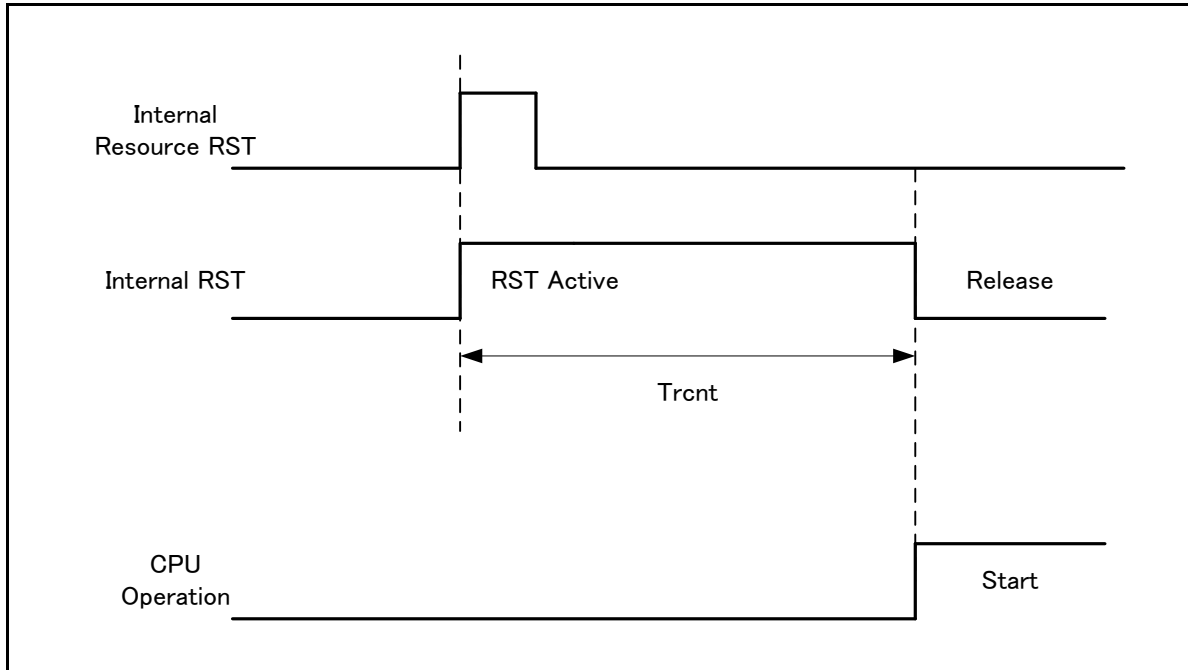 Internal
Resource RST
Internal RST
RST Active
Release
Trcnt
CPU
Operation
Start